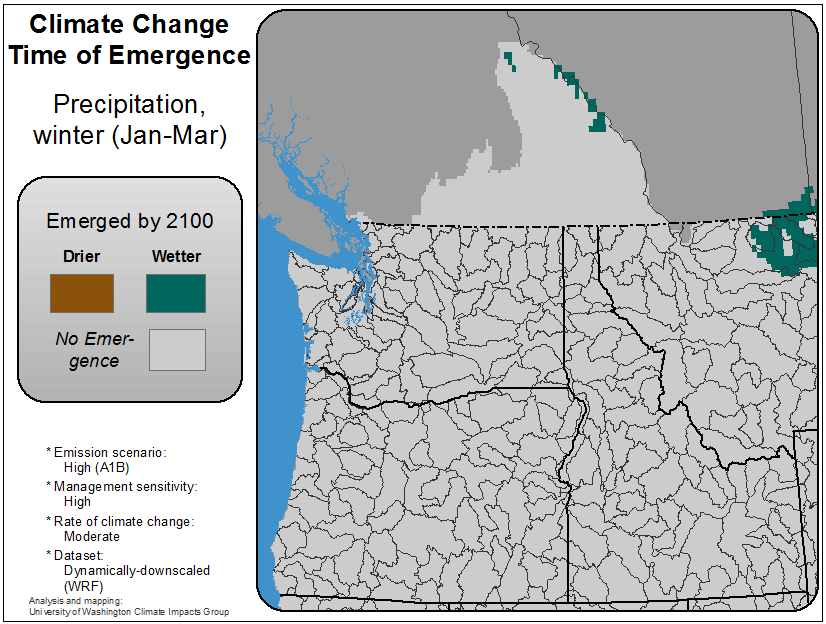 Climate Change
Time of Emergence
Precipitation,
winter (Jan-Mar)
Emerged by 2100
Drier Wetter
No Emer-
gence
* Emission scenario:
High (A1B)
* Management sensitivity:
High
* Rate of climate change:
Moderate
* Dataset:
Dynamically-downscaled
(WRF)
Analysis and mapping:
University of Washington Climate Impacts Group